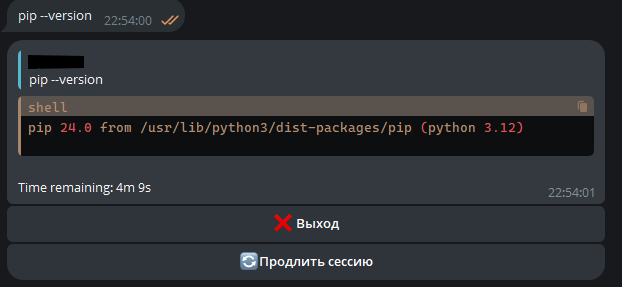 pip --version
22:54:00
pip --version
shell
pip 24.0 from /usr/lib/python3/dist-packages/pip (python 3.12)
Time remaining: 4m 9s
22:54:01
Выход
Продлить сессию